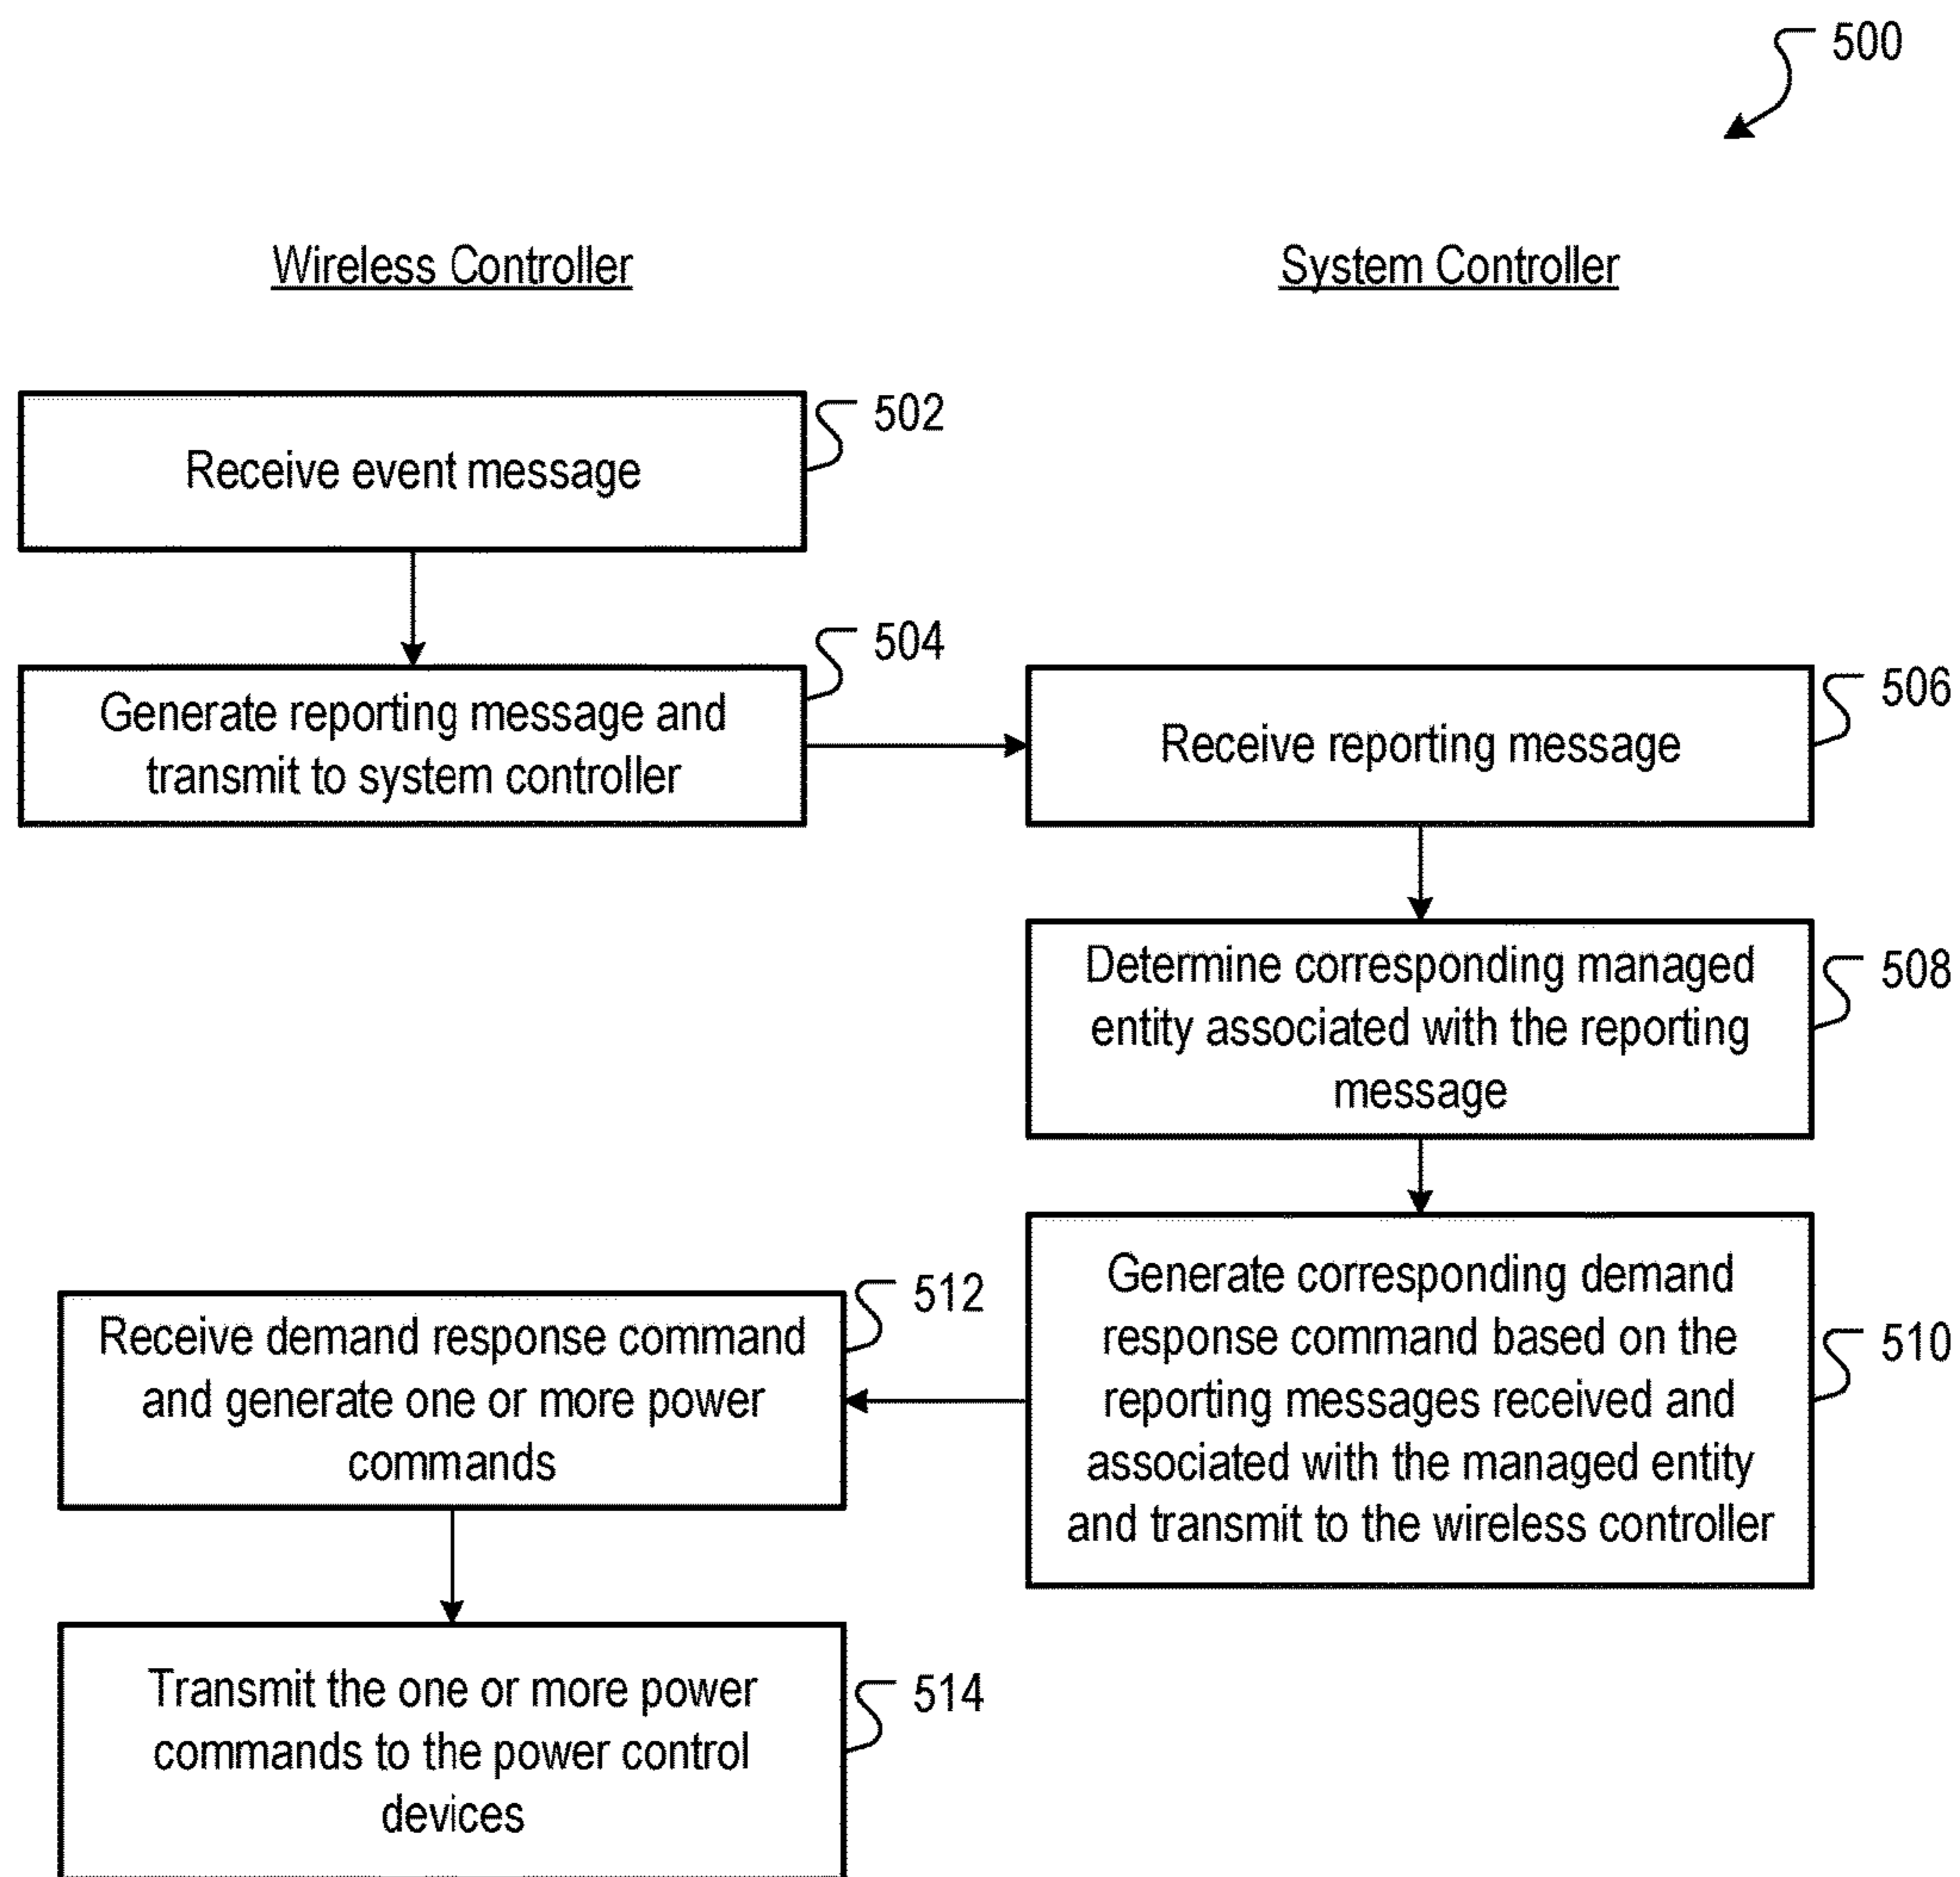 500
Wireless Controller
System Controller
502
Receive event message
504
Generate reporting message and
transmit to system controller
506
Receive reporting message
508
Determine corresponding managed
entity associated with the reporting
message
510
Generate corresponding demand
response command based on the
reporting messages received and
associated with the managed entity
and transmit to the wireless controller
512
Receive demand response command
and generate one or more power
commands
514
Transmit the one or more power
commands to the power control
devices